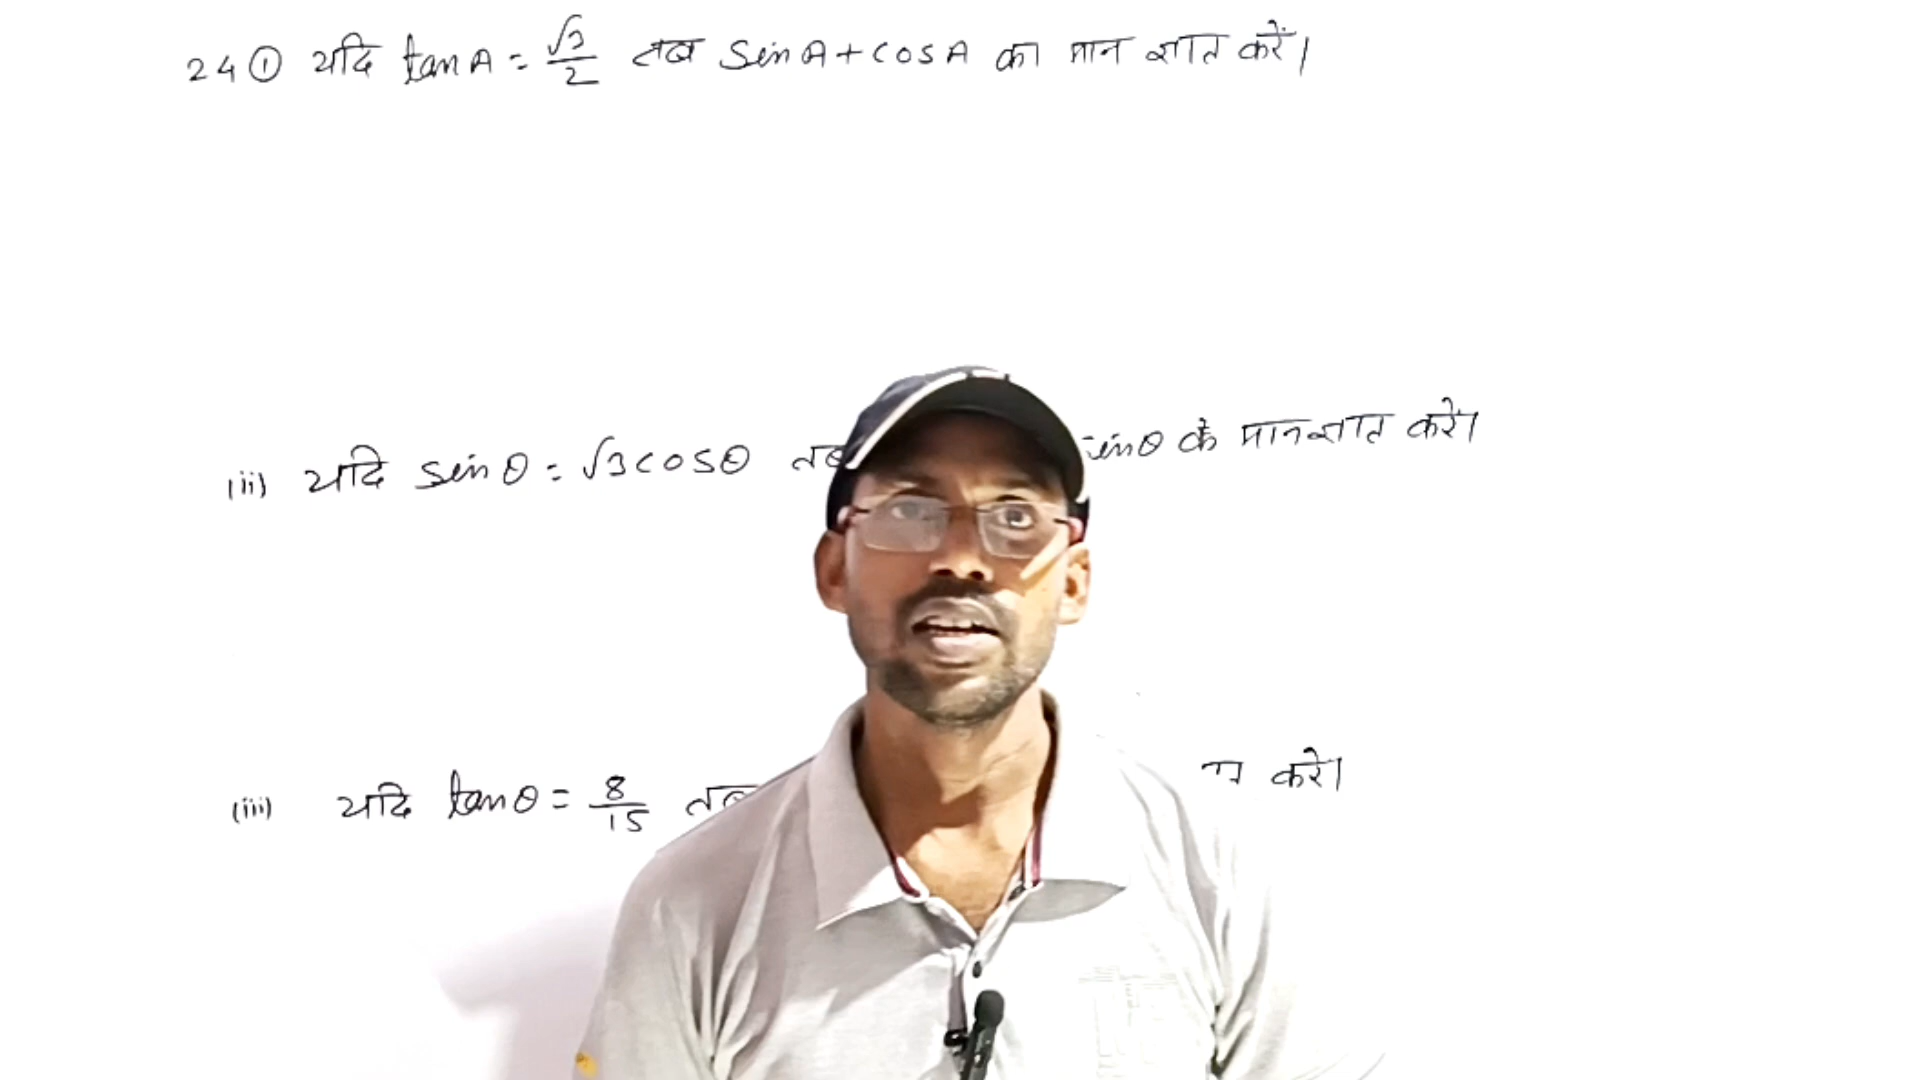 24 ① यदि tan A = √3/2 तब sin A + cos A का मान ज्ञात करें।
(ii) यदि sin θ = √3 cos θ तब sin θ के मान ज्ञात करें।
(iii) यदि tan θ = 8/15 तब करें।